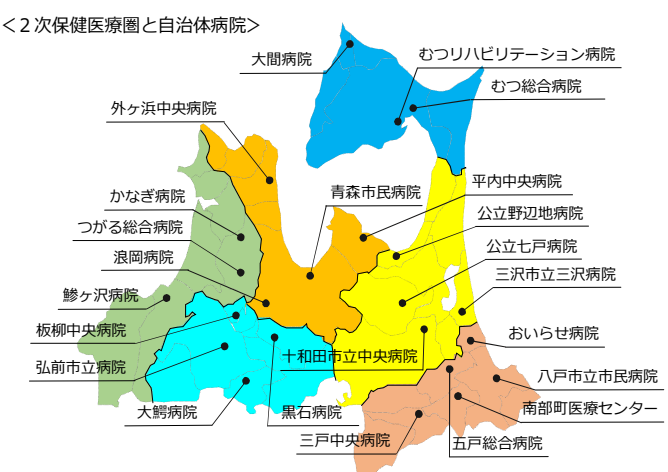 ＜２次保健医療圏と自治体病院＞
大間病院
むつリハビリテーション病院
むつ総合病院
外ヶ浜中央病院
平内中央病院
青森市民病院
かなぎ病院
公立野辺地病院
つがる総合病院
公立七戸病院
浪岡病院
三沢市立三沢病院
鰺ヶ沢病院
板柳中央病院
おいらせ病院
十和田市立中央病院
弘前市立病院
八戸市立市民病院
大鰐病院
黒石病院
南部町医療センター
三戸中央病院
五戸総合病院